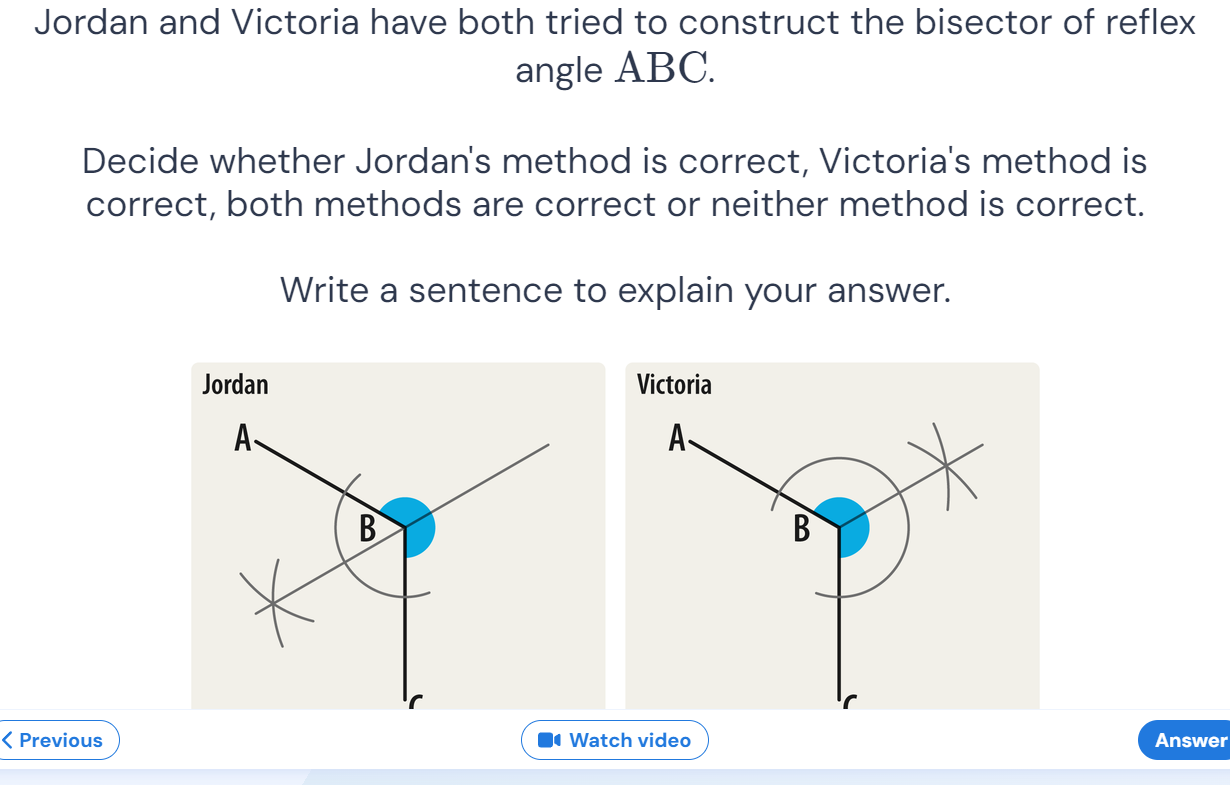 Jordan and Victoria have both tried to construct the bisector of reflex
angle ABC.
Decide whether Jordan's method is correct, Victoria's method is
correct, both methods are correct or neither method is correct.
Write a sentence to explain your answer.
Jordan
A
B
C
Victoria
A
B
C
Previous
Watch video
Answer